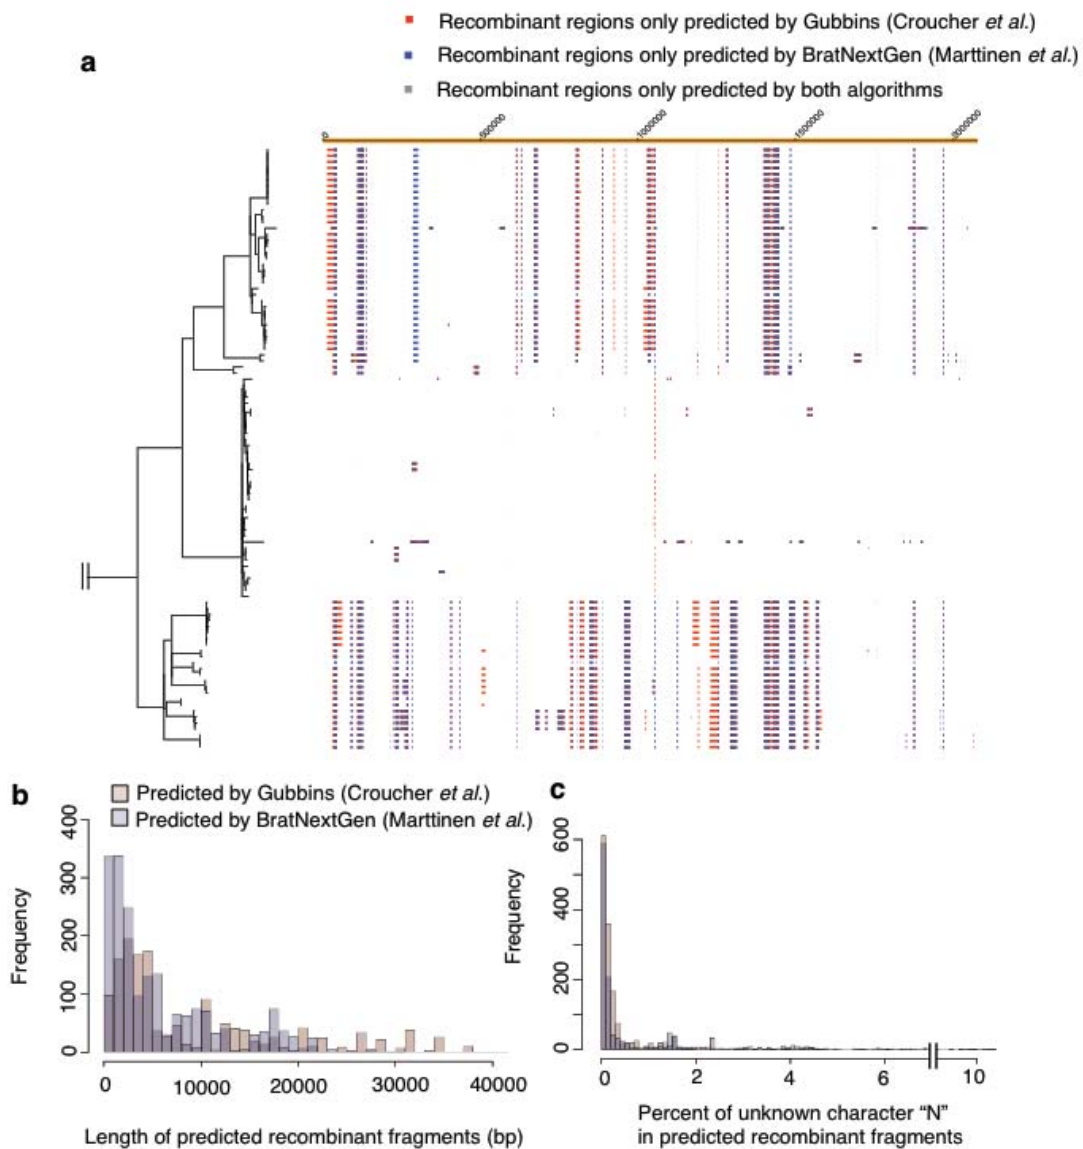 Recombinant regions only predicted by Gubbins (Croucher et al.)
a
Recombinant regions only predicted by BratNextGen (Marttinen et al.)
Recombinant regions only predicted by both algorithms
0 500000 1000000 1500000 2000000
b
Predicted by Gubbins (Croucher et al.)
Predicted by BratNextGen (Marttinen et al.)
Frequency
400
300
200
100
0
0 10000 20000 30000 40000
Length of predicted recombinant fragments (bp)
c
Frequency
600
400
200
0
0 2 4 6 10
Percent of unknown character “N”
in predicted recombinant fragments